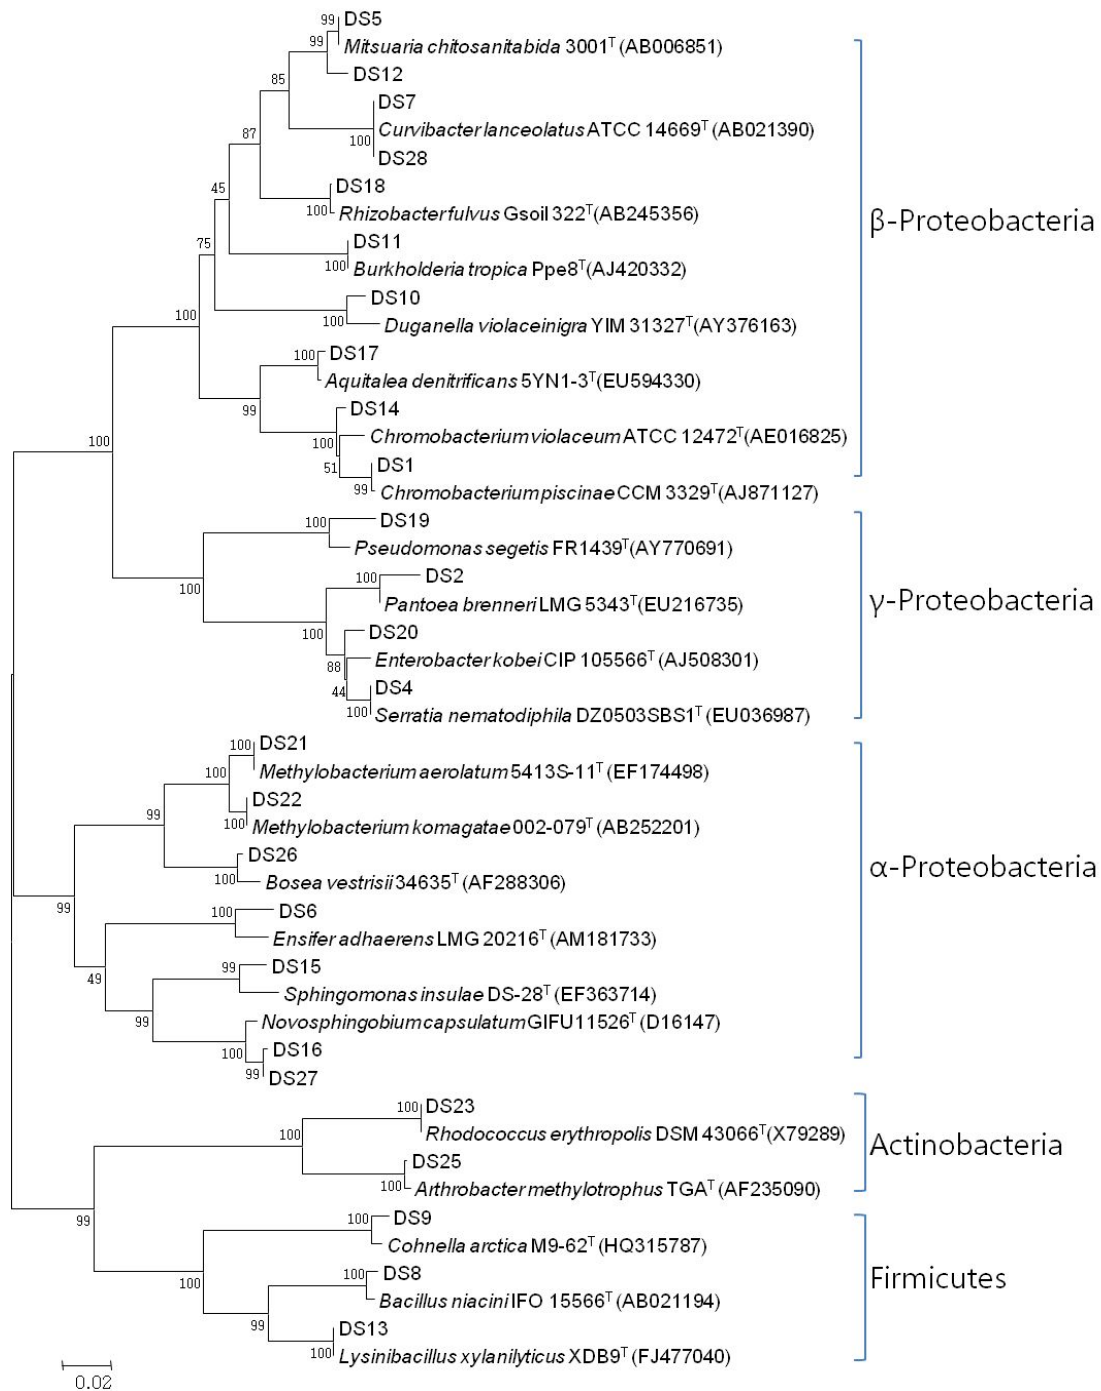 99 DS5
99 Mitsuaria chitosanitabida 3001ᵀ (AB006851)
DS12
85
DS7
Curvibacter lanceolatus ATCC 14669ᵀ (AB021390)
100
DS28
87
DS18
100 Rhizobacter fulvus Gsoil 322ᵀ (AB245356)
45
DS11
100 Burkholderia tropica Ppe8ᵀ (AJ420332)
75
DS10
100 Duganella violaceinigra YIM 31327ᵀ (AY376163)
100
100 DS17
Aquitalea denitrificans 5YN1-3ᵀ (EU594330)
99
DS14
100 Chromobacterium violaceum ATCC 12472ᵀ (AE016825)
51 DS1
99 Chromobacterium piscinae CCM 3329ᵀ (AJ871127)
β-Proteobacteria
100
100 DS19
Pseudomonas segetis FR1439ᵀ (AY770691)
100
100 DS2
Pantoea brenneri LMG 5343ᵀ (EU216735)
100
DS20
88 Enterobacter kobei CIP 105566ᵀ (AJ508301)
44 DS4
100 Serratia nematodiphila DZ0503SBS1ᵀ (EU036987)
γ-Proteobacteria
100 DS21
100 Methylobacterium aerolatum 5413S-11ᵀ (EF174498)
DS22
100 Methylobacterium komagatae 002-079ᵀ (AB252201)
99
DS26
100 Bosea vestrisii 34635ᵀ (AF288306)
99
100 DS6
Ensifer adhaerens LMG 20216ᵀ (AM181733)
49
99 DS15
Sphingomonas insulae DS-28ᵀ (EF363714)
99
Novosphingobium capsulatum GIFU11526ᵀ (D16147)
100 DS16
99 DS27
α-Proteobacteria
100 DS23
Rhodococcus erythropolis DSM 43066ᵀ (X79289)
100
DS25
100 Arthrobacter methylotrophus TGAᵀ (AF235090)
Actinobacteria
99
100 DS9
Cohnella arctica M9-62ᵀ (HQ315787)
100
100 DS8
Bacillus niacini IFO 15566ᵀ (AB021194)
99
DS13
100 Lysinibacillus xylanilyticus XDB9ᵀ (FJ477040)
Firmicutes
0.02